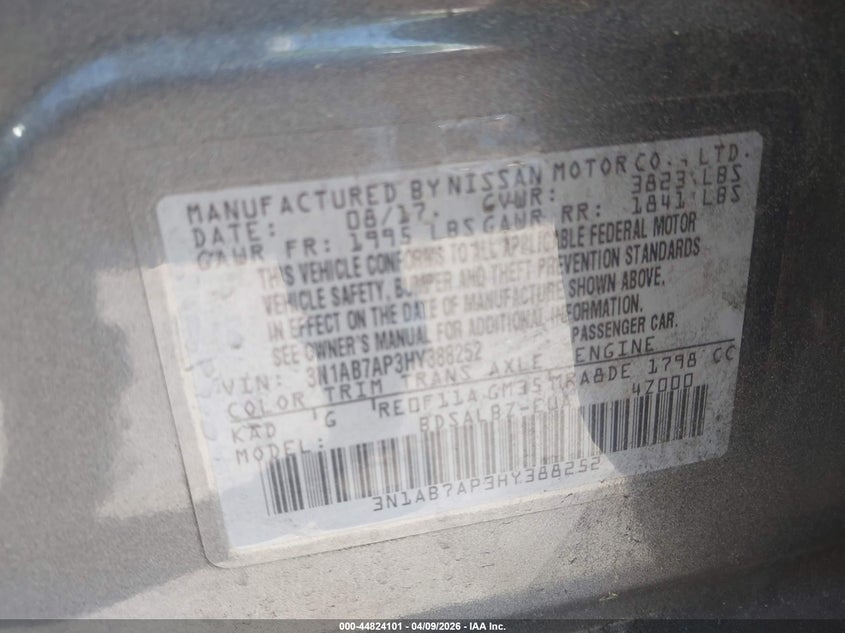 MANUFACTURED BY NISSAN MOTOR CO., LTD.
DATE: 08/17 GVWR: 3823 LBS
GAWR FR: 1995 LBS GAWR RR: 1841 LBS
THIS VEHICLE CONFORMS TO ALL APPLICABLE FEDERAL MOTOR
VEHICLE SAFETY, BUMPER AND THEFT PREVENTION STANDARDS
IN EFFECT ON THE DATE OF MANUFACTURE SHOWN ABOVE.
SEE OWNER'S MANUAL FOR ADDITIONAL INFORMATION.
VIN: 3N1AB7AP3HY388252 PASSENGER CAR.
COLOR TRIM TRANS AXLE ENGINE
KAD G RE0F11A GM35 MRA8DE 1798 CC
MODEL: BDSALBZ-EU 4Z000
3N1AB7AP3HY388252
000-44824101 - 04/09/2026 - IAA Inc.